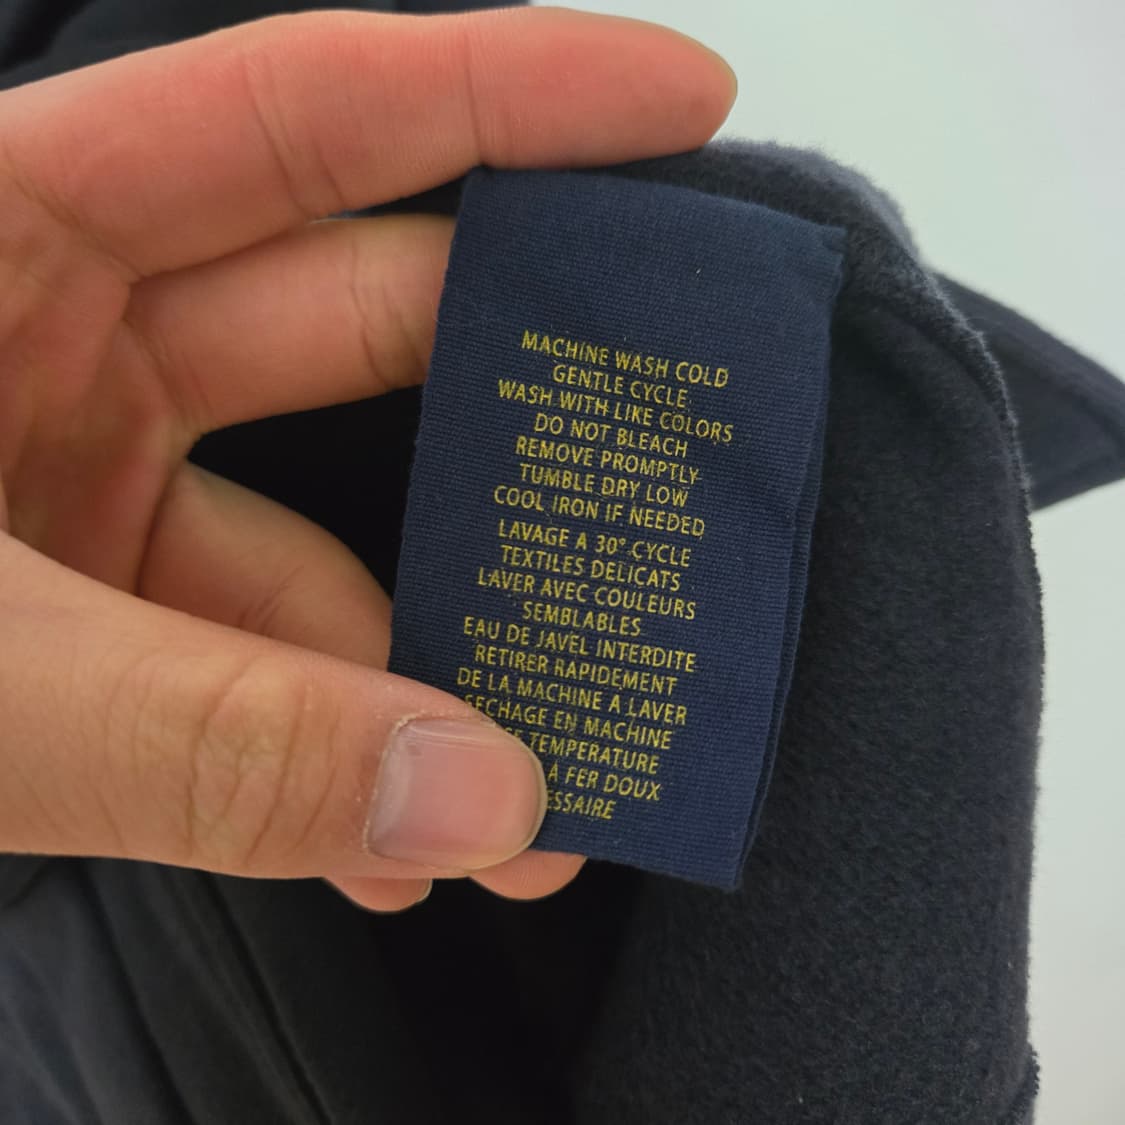 MACHINE WASH COLD
GENTLE CYCLE
WASH WITH LIKE COLORS
DO NOT BLEACH
REMOVE PROMPTLY
TUMBLE DRY LOW
COOL IRON IF NEEDED
LAVAGE A 30° CYCLE
TEXTILES DELICATS
LAVER AVEC COULEURS
SEMBLABLES
EAU DE JAVEL INTERDITE
RETIRER RAPIDEMENT
DE LA MACHINE A LAVER
SECHAGE EN MACHINE
TEMPERATURE
À FER DOUX